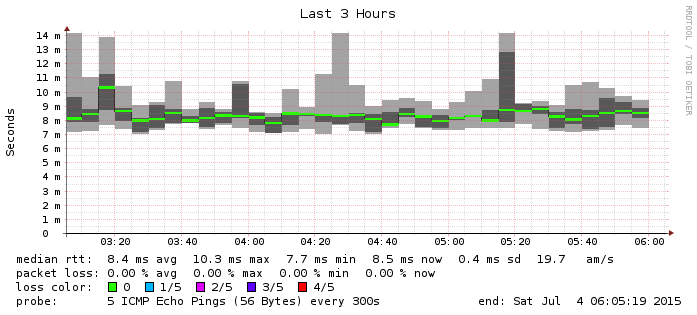 Last 3 Hours
RRDTOOL / TOBI OETIKER
Seconds
14 m
13 m
12 m
11 m
10 m
9 m
8 m
7 m
6 m
5 m
4 m
3 m
2 m
1 m
0
03:20 03:40 04:00 04:20 04:40 05:00 05:20 05:40 06:00
median rtt: 8.4 ms avg 10.3 ms max 7.7 ms min 8.5 ms now 0.4 ms sd 19.7 am/s
packet loss: 0.00 % avg 0.00 % max 0.00 % min 0.00 % now
loss color: 0 1/5 2/5 3/5 4/5
probe: 5 ICMP Echo Pings (56 Bytes) every 300s end: Sat Jul 4 06:05:19 2015